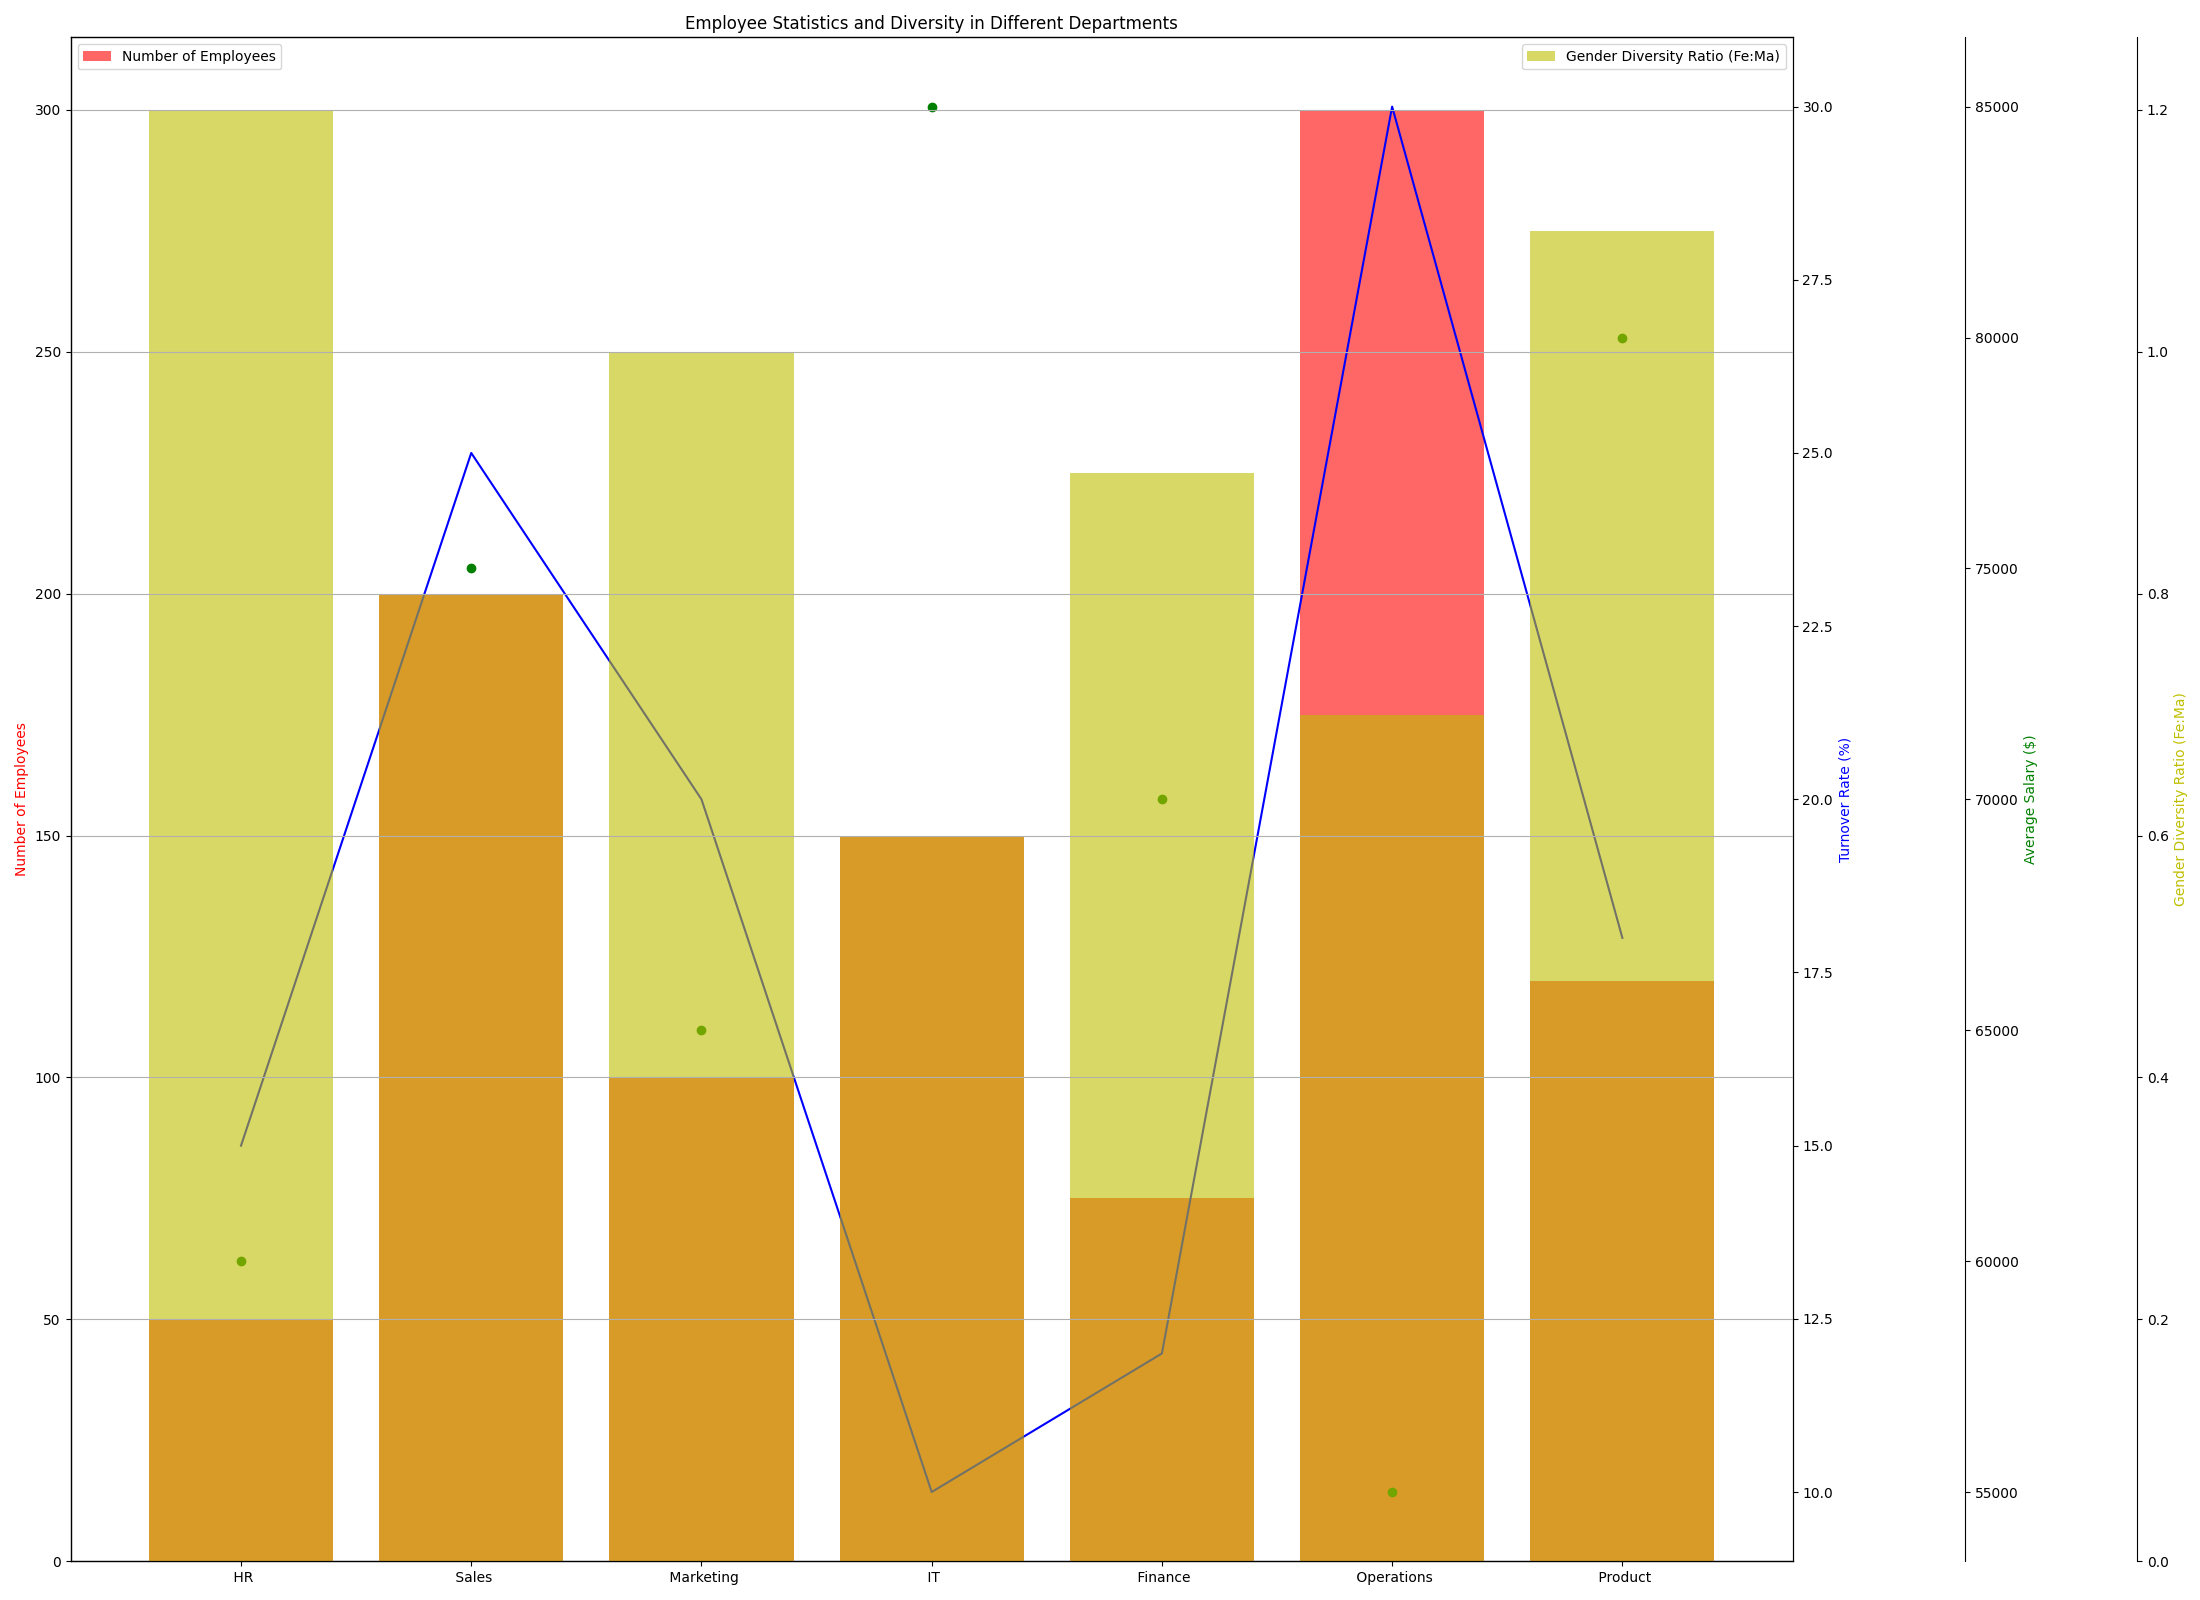 Employee Statistics and Diversity in Different Departments
Number of Employees
Gender Diversity Ratio (Fe:Ma)
300
250
200
150
100
50
0
Number of Employees
HR
Sales
Marketing
IT
Finance
Operations
Product
30.0
27.5
25.0
22.5
20.0
17.5
15.0
12.5
10.0
Turnover Rate (%)
85000
80000
75000
70000
65000
60000
55000
Average Salary ($)
1.2
1.0
0.8
0.6
0.4
0.2
0.0
Gender Diversity Ratio (Fe:Ma)